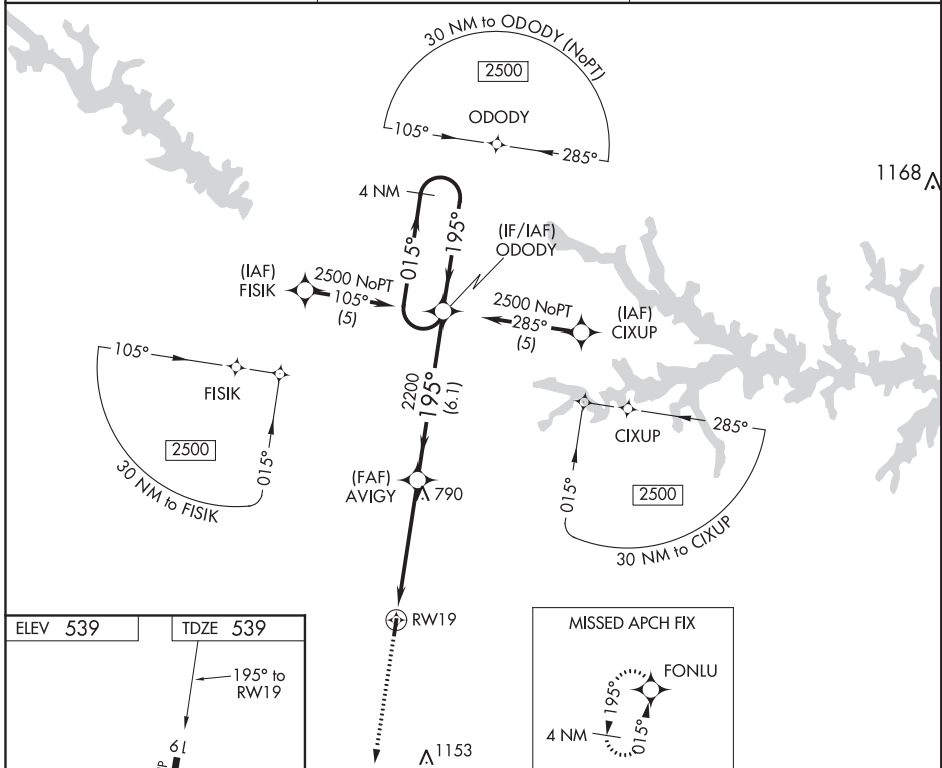 30 NM to ODODY (NoPT)
2500
ODODY
105°
285°
1168
4 NM
015°
195°
(IF/IAF)
ODODY
(IAF)
FISIK
2500 NoPT
105°
(5)
2500 NoPT
285°
(5)
(IAF)
CIXUP
105°
FISIK
2500
015°
30 NM to FISIK
2200
195°
(6.1)
CIXUP
285°
2500
015°
30 NM to CIXUP
(FAF)
AVIGY
790
RW19
ELEV 539
TDZE 539
195° to
RW19
19
P
MISSED APCH FIX
FONLU
195°
015°
4 NM
1153